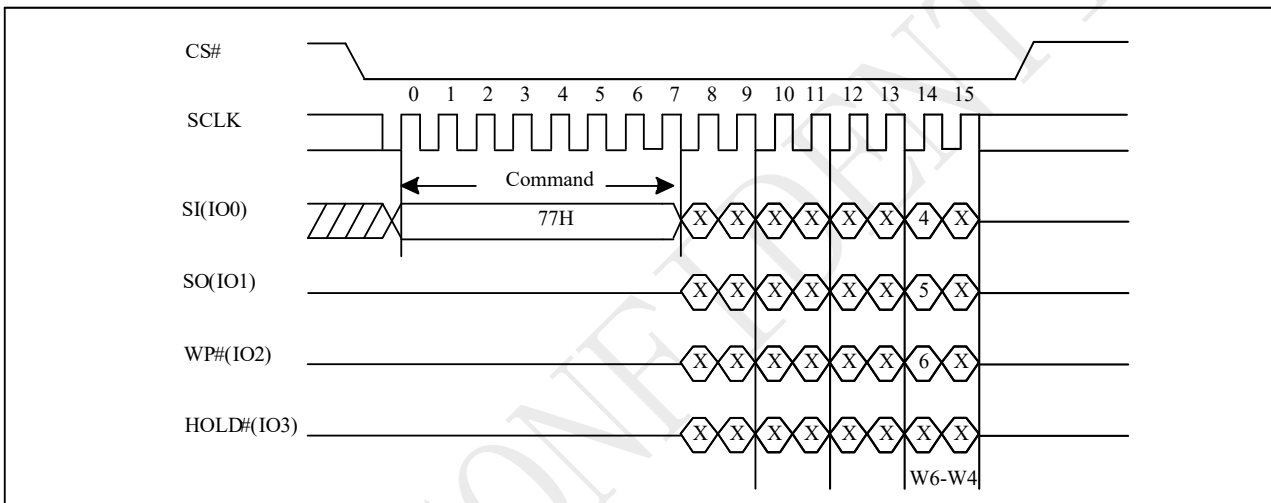 CS#
0 1 2 3 4 5 6 7 8 9 10 11 12 13 14 15
SCLK
Command
SI(IO0) 77H X X X X X X 4 X
SO(IO1) X X X X X X 5 X
WP#(IO2) X X X X X X 6 X
HOLD#(IO3) X X X X X X X X
W6-W4